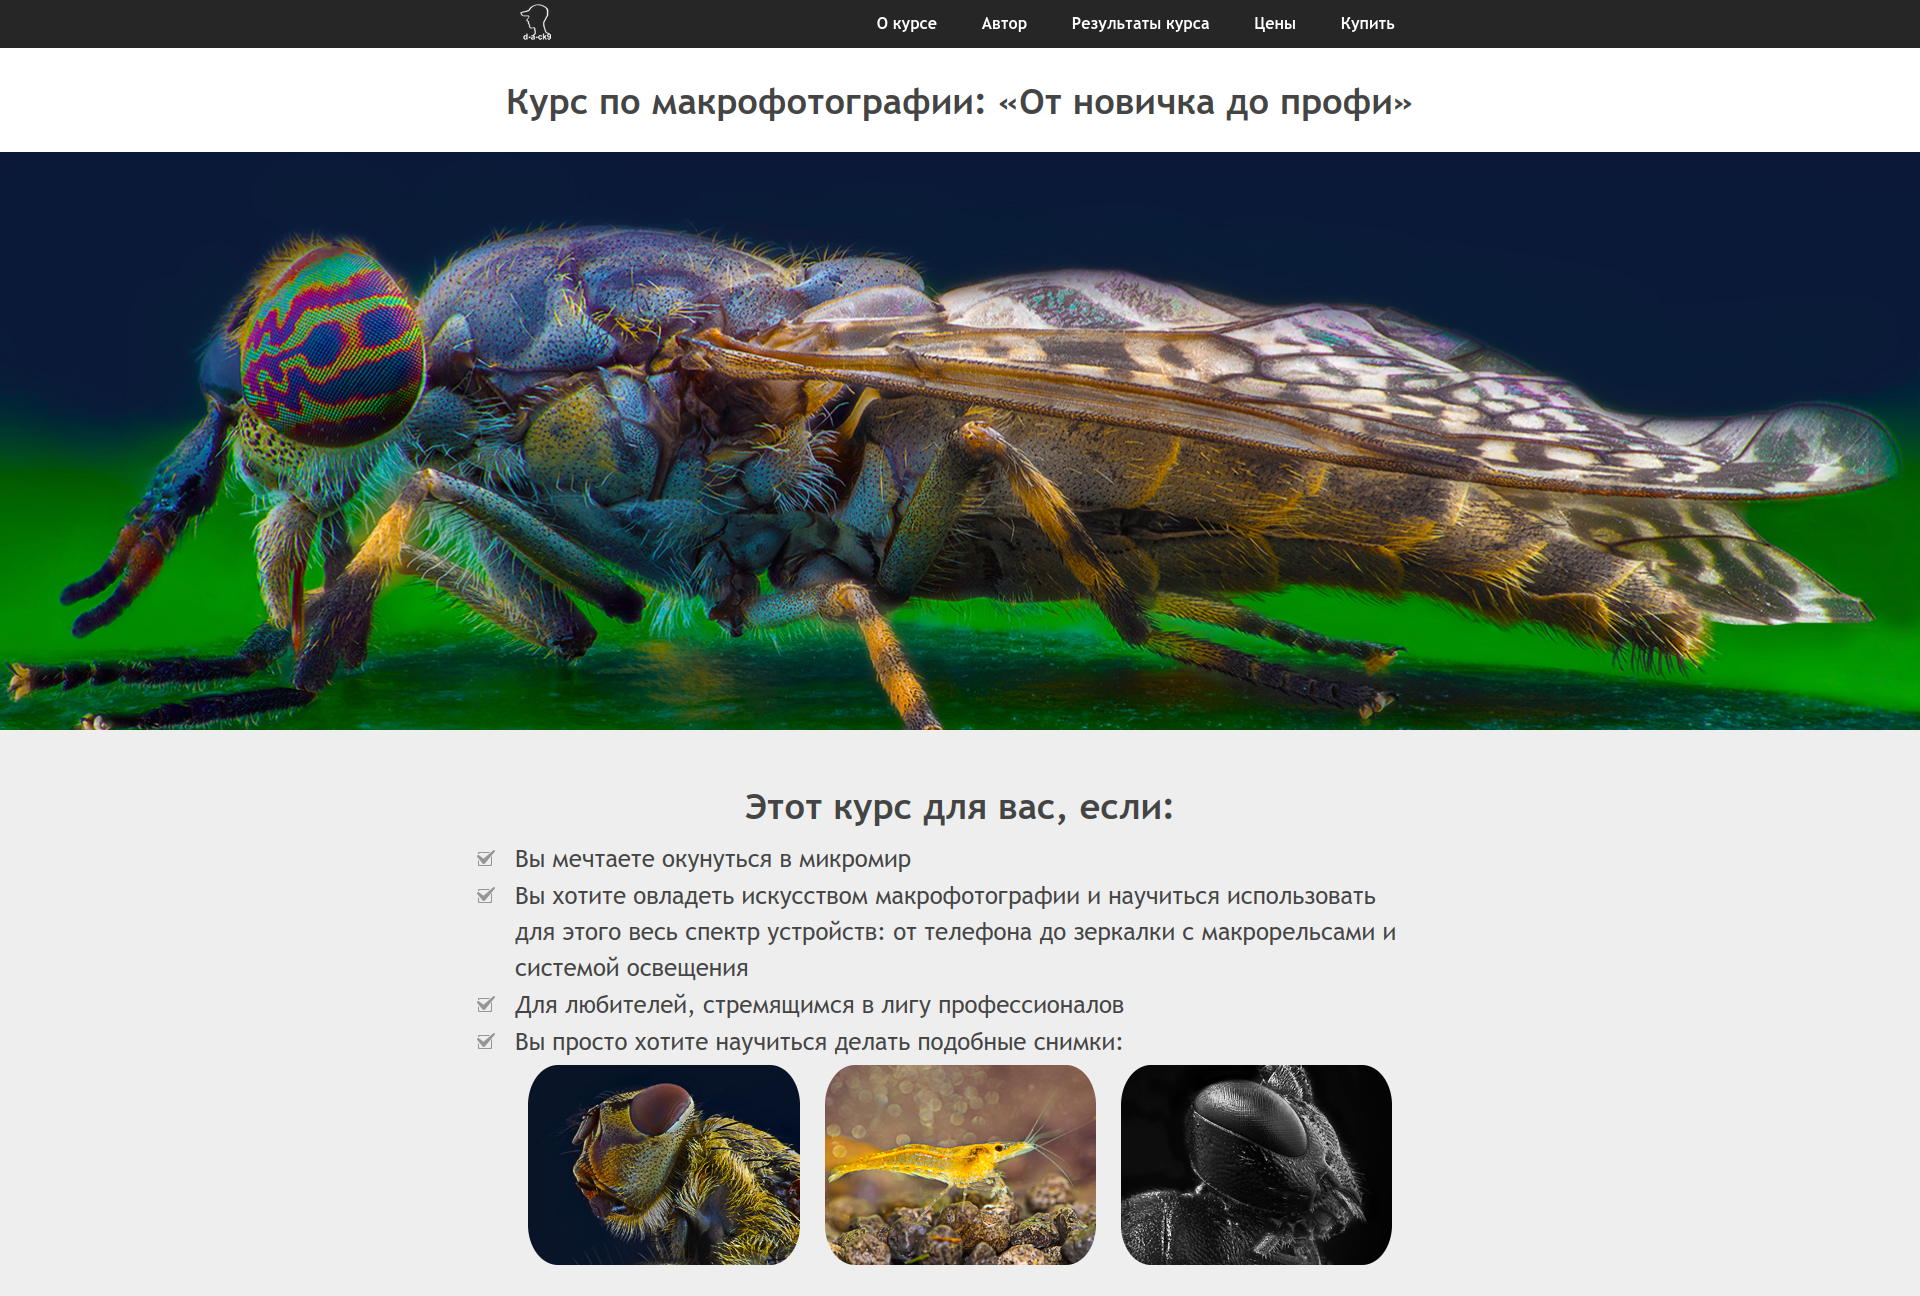 d-a-ck9
О курсе
Автор
Результаты курса
Цены
Купить
Курс по макрофотографии: «От новичка до профи»
Этот курс для вас, если:
Вы мечтаете окунуться в микромир
Вы хотите овладеть искусством макрофотографии и научиться использовать
для этого весь спектр устройств: от телефона до зеркалки с макрорельсами и
системой освещения
Для любителей, стремящимся в лигу профессионалов
Вы просто хотите научиться делать подобные снимки: